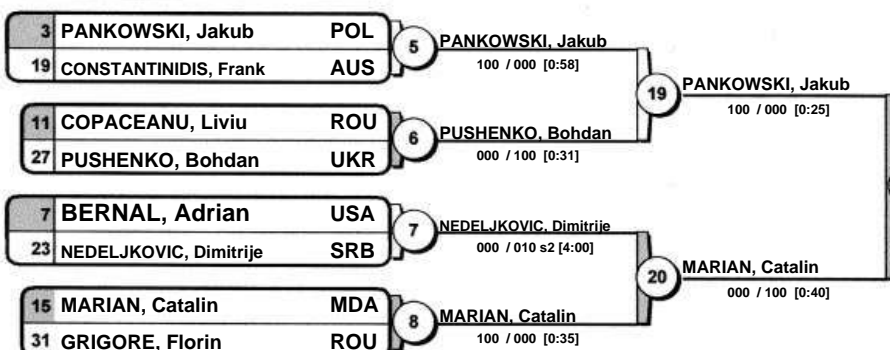 3 PANKOWSKI, Jakub POL
19 CONSTANTINIDIS, Frank AUS
5
PANKOWSKI, Jakub
100 / 000 [0:58]
11 COPACEANU, Liviu ROU
27 PUSHENKO, Bohdan UKR
6
PUSHENKO, Bohdan
000 / 100 [0:31]
19
PANKOWSKI, Jakub
100 / 000 [0:25]
7 BERNAL, Adrian USA
23 NEDELJKOVIC, Dimitrije SRB
7
NEDELJKOVIC, Dimitrije
000 / 010 s2 [4:00]
15 MARIAN, Catalin MDA
31 GRIGORE, Florin ROU
8
MARIAN, Catalin
100 / 000 [0:35]
20
MARIAN, Catalin
000 / 100 [0:40]